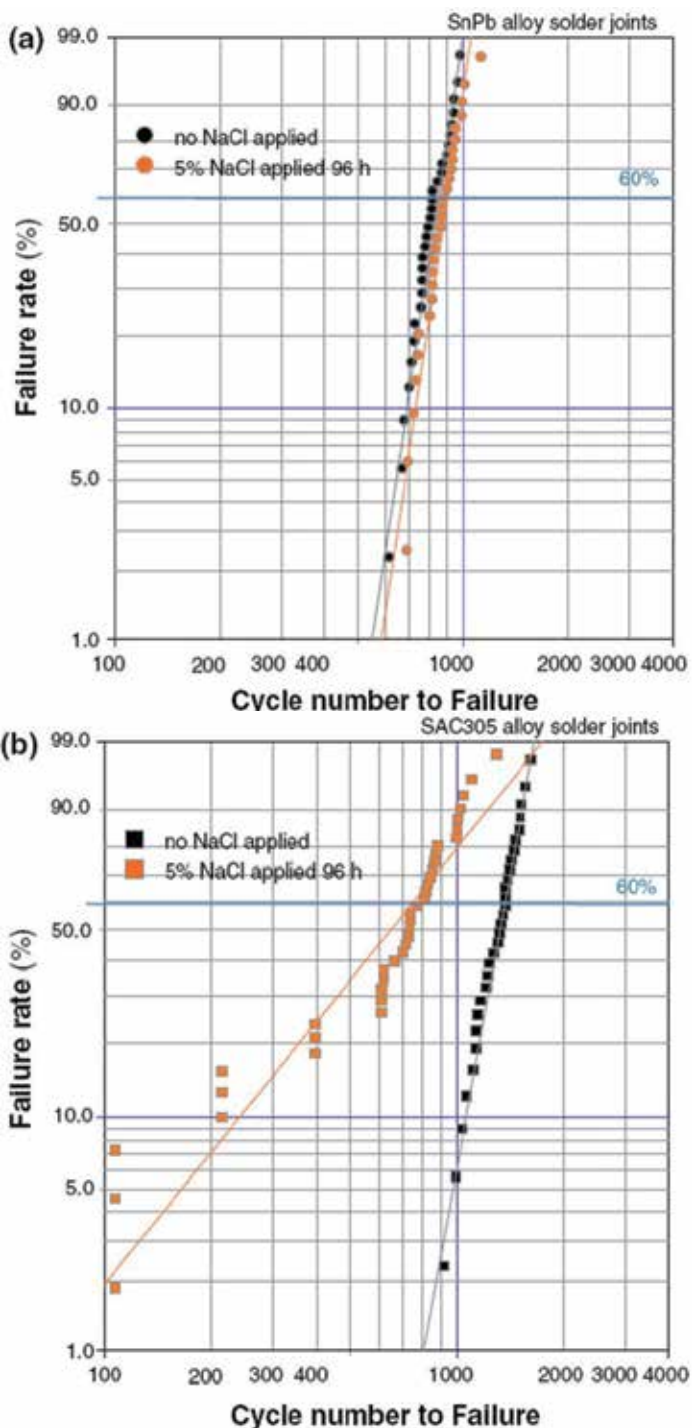 (a)
SnPb alloy solder joints
99.0
90.0
no NaCl applied
5% NaCl applied 96 h
60%
50.0
Failure rate (%)
10.0
5.0
1.0
100 200 300 400 1000 2000 3000 4000
Cycle number to Failure
(b)
SAC305 alloy solder joints
99.0
90.0
no NaCl applied
5% NaCl applied 96 h
60%
50.0
Failure rate (%)
10.0
5.0
1.0
100 200 300 400 1000 2000 3000 4000
Cycle number to Failure